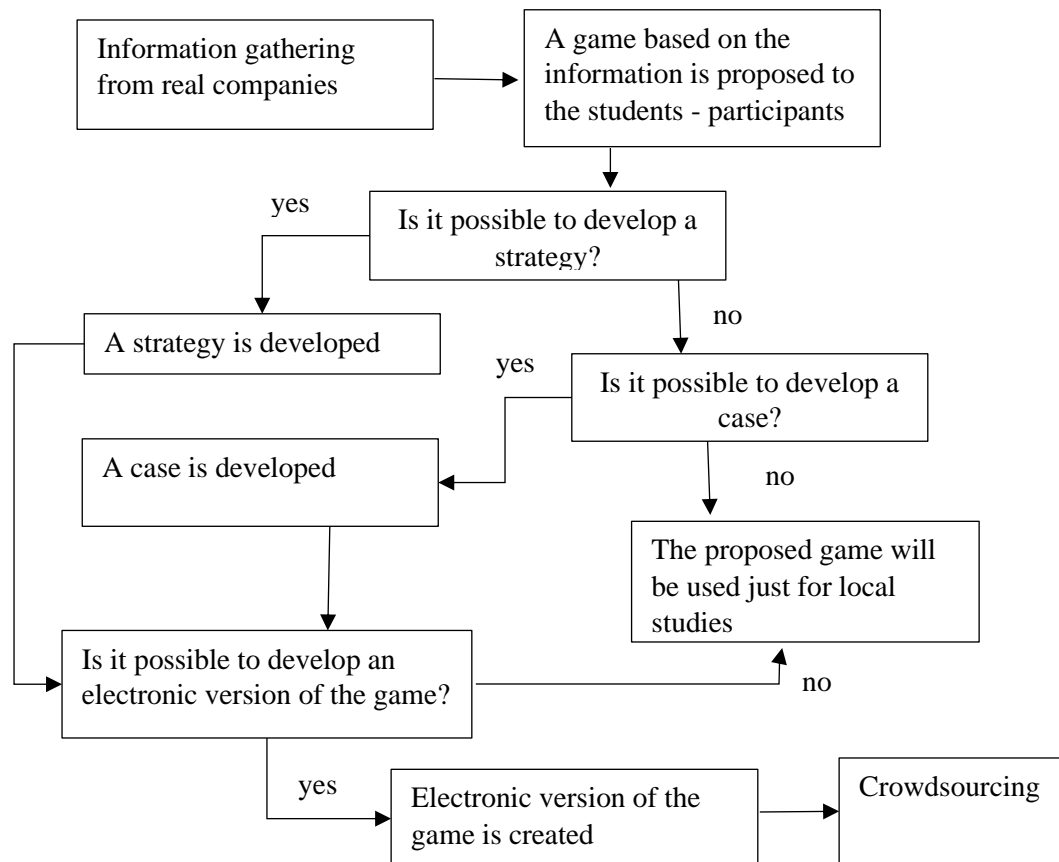 Information gathering
from real companies
A game based on the
information is proposed to
the students - participants
yes
Is it possible to develop a
strategy?
no
A strategy is developed
yes
Is it possible to develop a
case?
A case is developed
no
The proposed game will
be used just for local
studies
Is it possible to develop an
electronic version of the game?
no
yes
Electronic version of the
game is created
Crowdsourcing